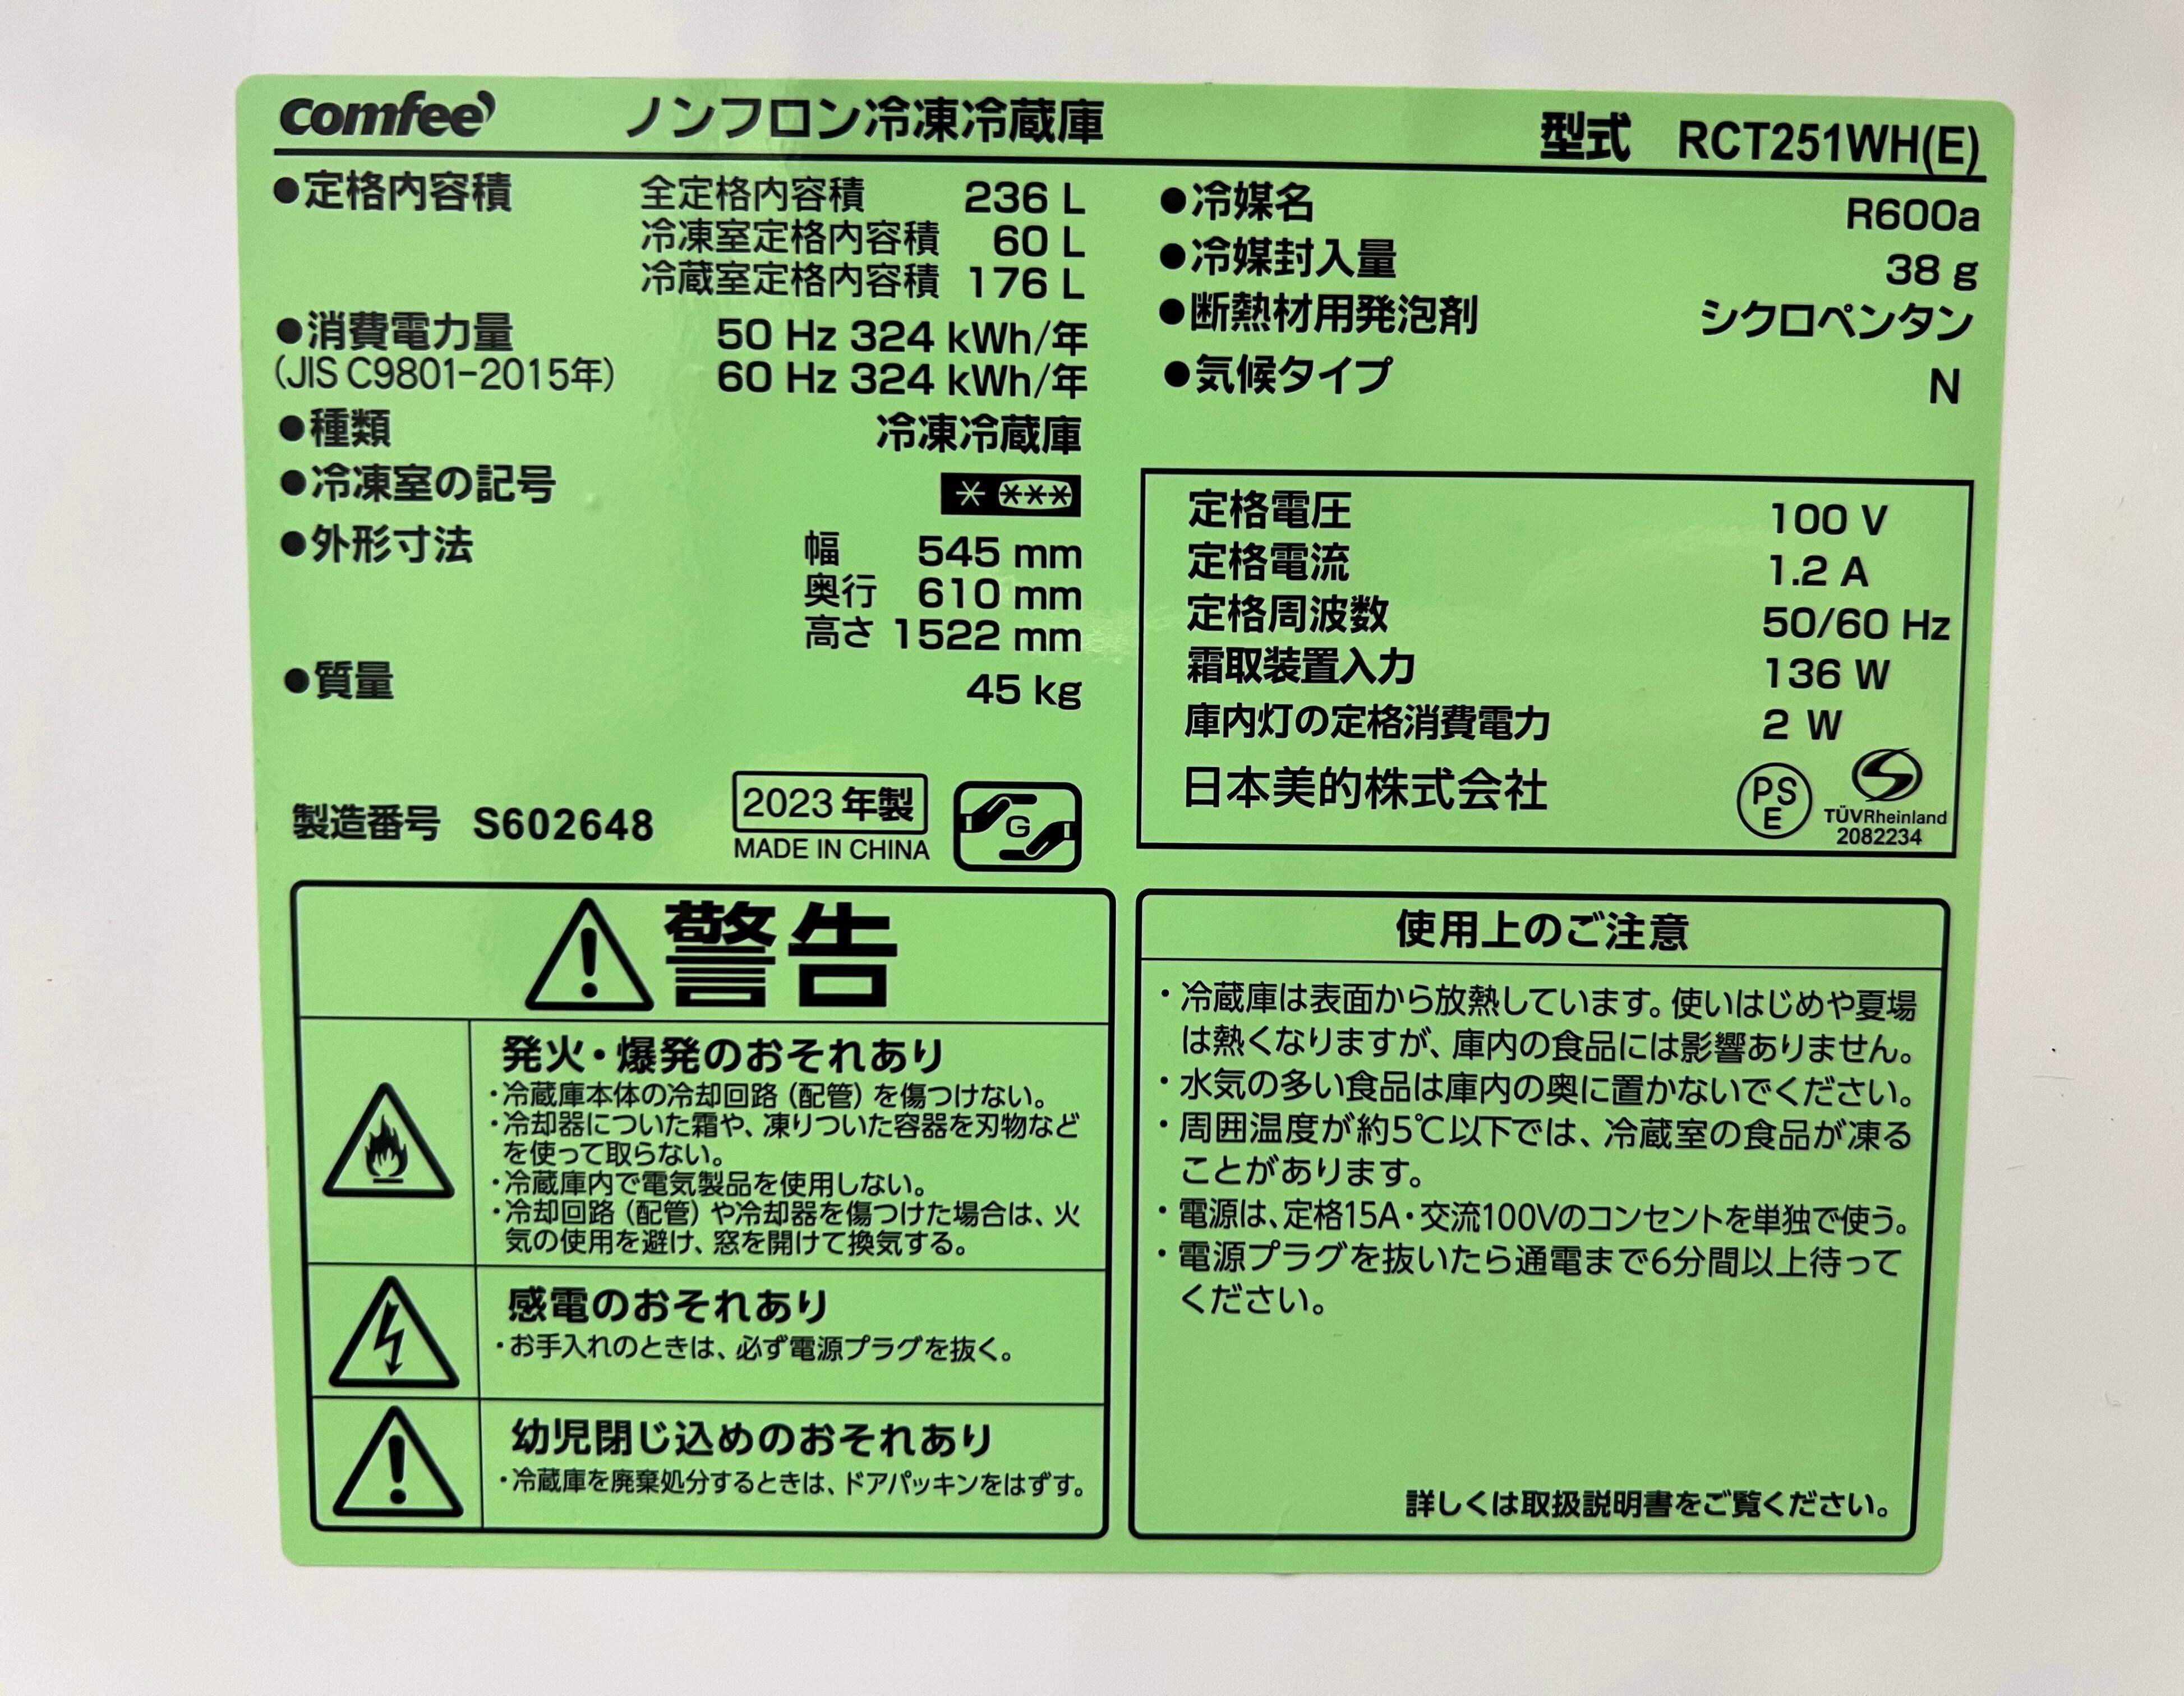 comfee'
ノンフロン冷凍冷蔵庫
型式 RCT251WH(E)
●定格内容積 全定格内容積 236 L
冷凍室定格内容積 60 L
冷蔵室定格内容積 176 L
●消費電力量 50 Hz 324 kWh/年
(JIS C9801-2015年) 60 Hz 324 kWh/年
●種類 冷凍冷蔵庫
●冷凍室の記号 * ***
●外形寸法 幅 545 mm
奥行 610 mm
高さ 1522 mm
●質量 45 kg
製造番号 S602648
2023 年製
MADE IN CHINA
G
●冷媒名 R600a
●冷媒封入量 38 g
●断熱材用発泡剤 シクロペンタン
●気候タイプ N
定格電圧 100 V
定格電流 1.2 A
定格周波数 50/60 Hz
霜取装置入力 136 W
庫内灯の定格消費電力 2 W
日本美的株式会社
PS
E
TÜVRheinland
2082234
警告
発火・爆発のおそれあり
・冷蔵庫本体の冷却回路(配管)を傷つけない。
・冷却器についた霜や、凍りついた容器を刃物など
を使って取らない。
・冷蔵庫内で電気製品を使用しない。
・冷却回路(配管)や冷却器を傷つけた場合は、火
気の使用を避け、窓を開けて換気する。
感電のおそれあり
・お手入れのときは、必ず電源プラグを抜く。
幼児閉じ込めのおそれあり
・冷蔵庫を廃棄処分するときは、ドアパッキンをはずす。
使用上のご注意
・冷蔵庫は表面から放熱しています。使いはじめや夏場
は熱くなりますが、庫内の食品には影響ありません。
・水気の多い食品は庫内の奥に置かないでください。
・周囲温度が約5℃以下では、冷蔵室の食品が凍る
ことがあります。
・電源は、定格15A・交流100Vのコンセントを単独で使う。
・電源プラグを抜いたら通電まで6分間以上待って
ください。
詳しくは取扱説明書をご覧ください。